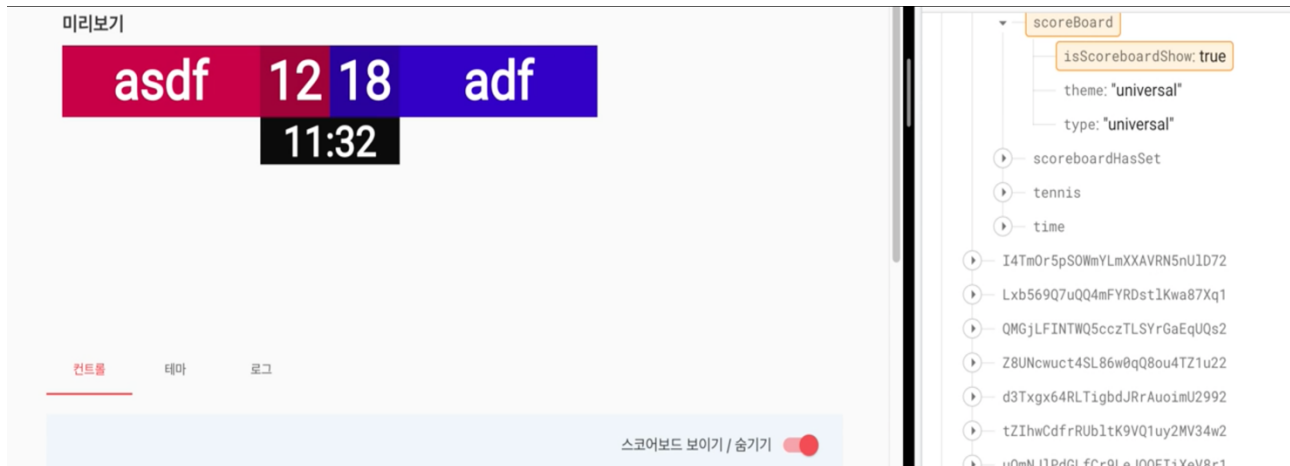 미리보기
asdf 12 18 adf
11:32
컨트롤 테마 로그
스코어보드 보이기 / 숨기기
scoreBoard
isScoreboardShow: true
theme: "universal"
type: "universal"
scoreboardHasSet
tennis
time
I4TmOr5pSOWmYLmXXAVRN5nUlD72
Lxb569Q7uQQ4mFYRDstlKwa87Xq1
QMGjLFINTWQ5cczTLSYrGaEqUQs2
Z8UNcwuct4SL86w0qQ8ou4TZ1u22
d3Txgx64RLTigbdJRrAuoimU2992
tZIhwCdfrRUbltK9VQ1uy2MV34w2